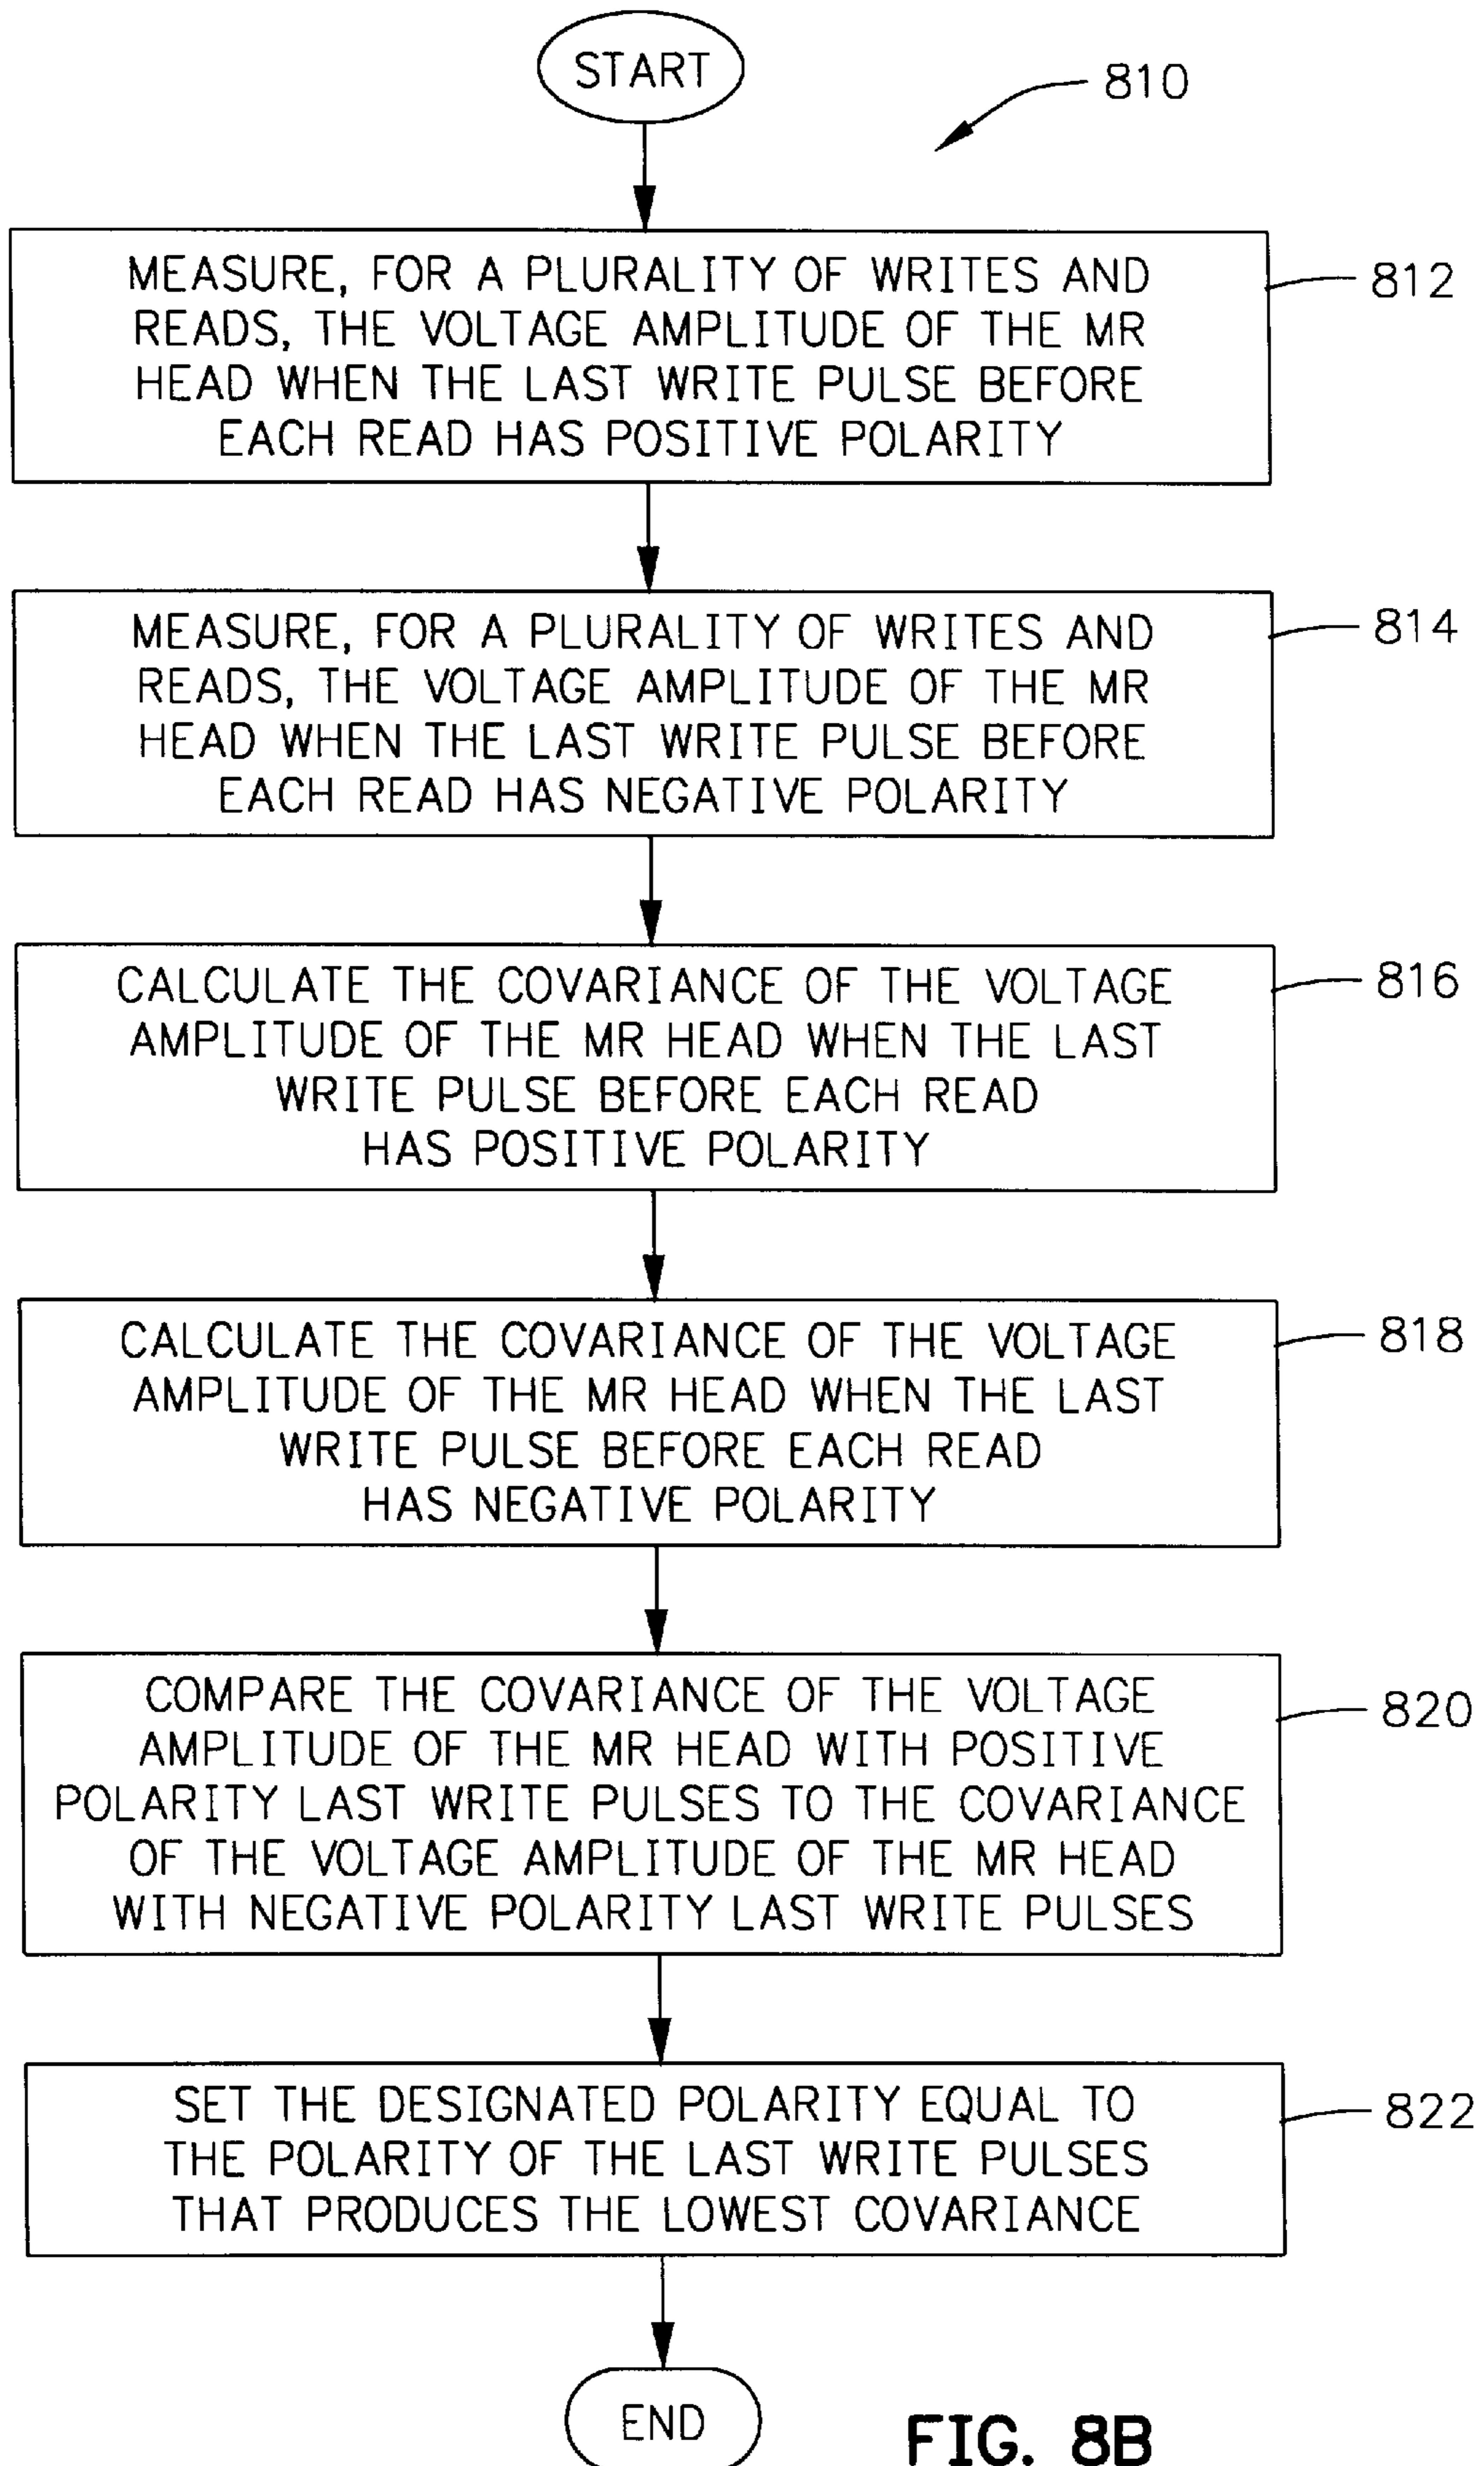 START
810
MEASURE, FOR A PLURALITY OF WRITES AND
READS, THE VOLTAGE AMPLITUDE OF THE MR
HEAD WHEN THE LAST WRITE PULSE BEFORE
EACH READ HAS POSITIVE POLARITY
812
MEASURE, FOR A PLURALITY OF WRITES AND
READS, THE VOLTAGE AMPLITUDE OF THE MR
HEAD WHEN THE LAST WRITE PULSE BEFORE
EACH READ HAS NEGATIVE POLARITY
814
CALCULATE THE COVARIANCE OF THE VOLTAGE
AMPLITUDE OF THE MR HEAD WHEN THE LAST
WRITE PULSE BEFORE EACH READ
HAS POSITIVE POLARITY
816
CALCULATE THE COVARIANCE OF THE VOLTAGE
AMPLITUDE OF THE MR HEAD WHEN THE LAST
WRITE PULSE BEFORE EACH READ
HAS NEGATIVE POLARITY
818
COMPARE THE COVARIANCE OF THE VOLTAGE
AMPLITUDE OF THE MR HEAD WITH POSITIVE
POLARITY LAST WRITE PULSES TO THE COVARIANCE
OF THE VOLTAGE AMPLITUDE OF THE MR HEAD
WITH NEGATIVE POLARITY LAST WRITE PULSES
820
SET THE DESIGNATED POLARITY EQUAL TO
THE POLARITY OF THE LAST WRITE PULSES
THAT PRODUCES THE LOWEST COVARIANCE
822
END
FIG. 8B